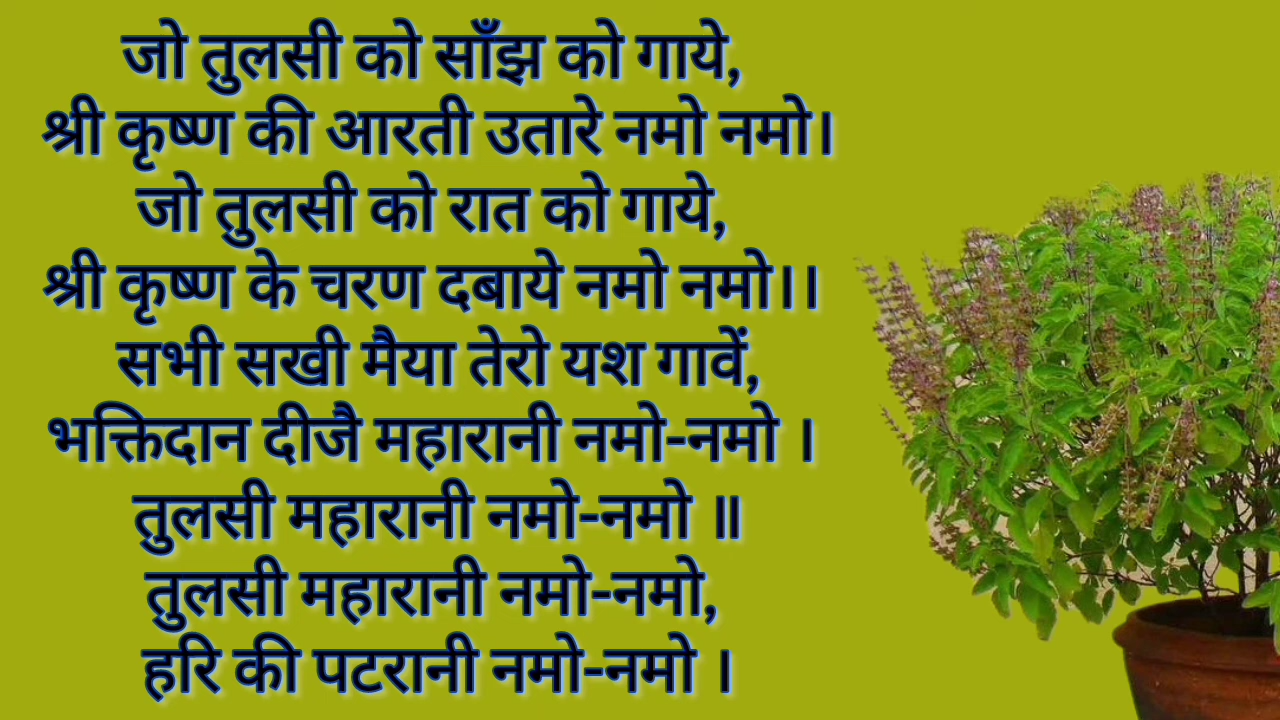 जो तुलसी को साँझ को गाये,
श्री कृष्ण की आरती उतारे नमो नमो।
जो तुलसी को रात को गाये,
श्री कृष्ण के चरण दबाये नमो नमो।।
सभी सखी मैया तेरो यश गावें,
भक्तिदान दीजै महारानी नमो-नमो ।
तुलसी महारानी नमो-नमो ॥
तुलसी महारानी नमो-नमो,
हरि की पटरानी नमो-नमो ।